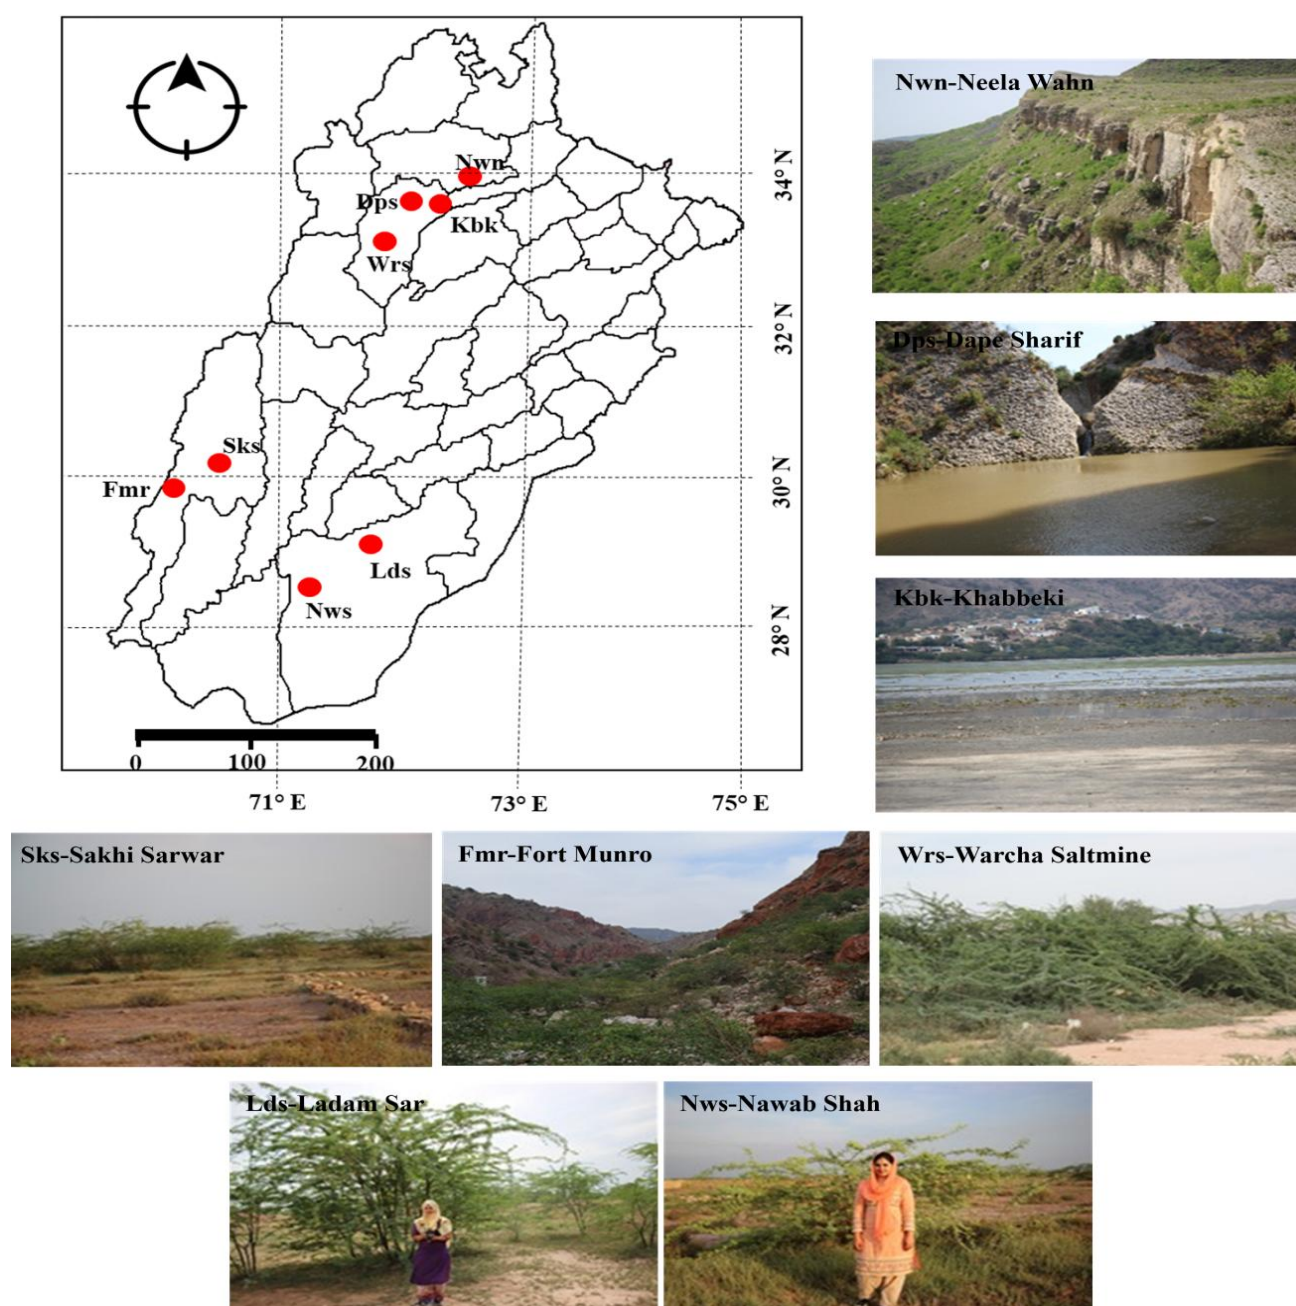 Nwn
Dps
Kbk
Wrs
Sks
Fmr
Lds
Nws
34° N
32° N
30° N
28° N
71° E
73° E
75° E
0
100
200
Nwn-Neela Wahn
Dps-Dape Sharif
Kbk-Khabbeki
Sks-Sakhi Sarwar
Fmr-Fort Munro
Wrs-Warcha Saltmine
Lds-Ladam Sar
Nws-Nawab Shah